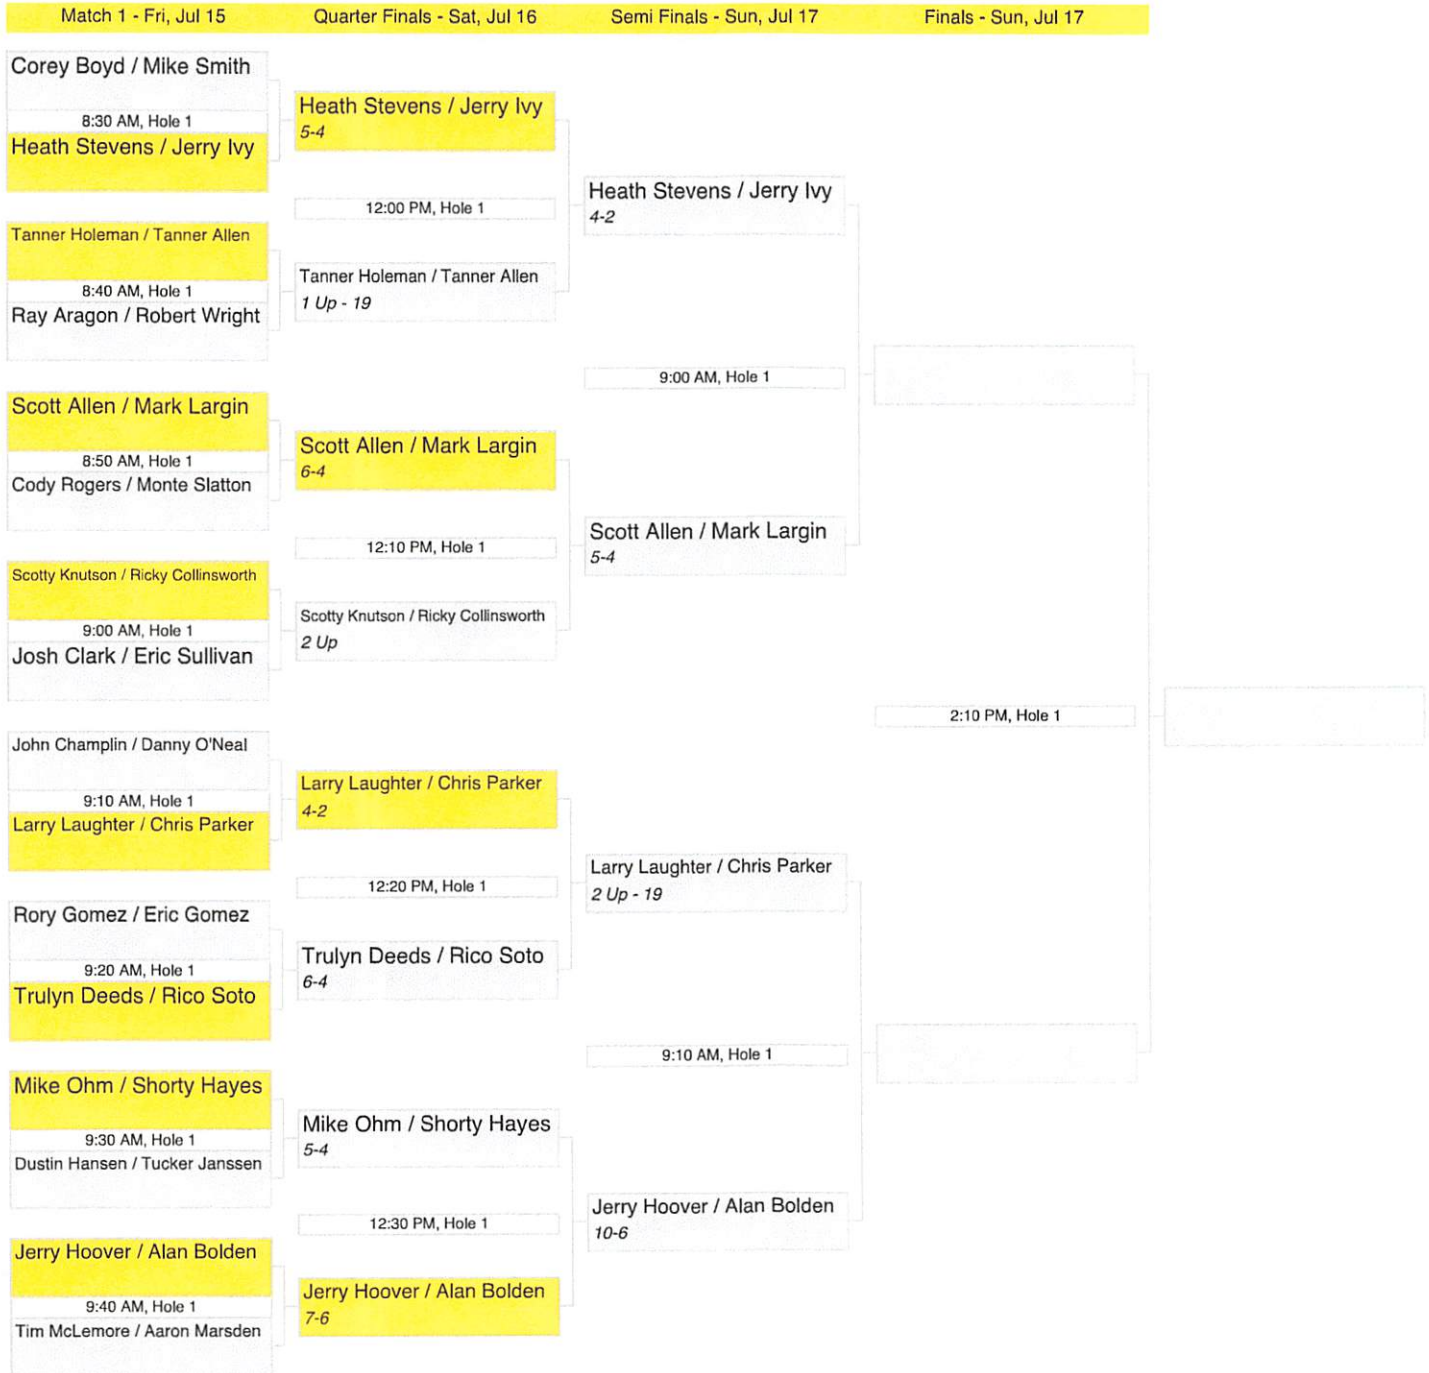 Match 1 - Fri, Jul 15
Quarter Finals - Sat, Jul 16
Semi Finals - Sun, Jul 17
Finals - Sun, Jul 17
Corey Boyd / Mike Smith
8:30 AM, Hole 1
Heath Stevens / Jerry Ivy
Tanner Holeman / Tanner Allen
8:40 AM, Hole 1
Ray Aragon / Robert Wright
Scott Allen / Mark Largin
8:50 AM, Hole 1
Cody Rogers / Monte Slatton
Scotty Knutson / Ricky Collinsworth
9:00 AM, Hole 1
Josh Clark / Eric Sullivan
John Champlin / Danny O'Neal
9:10 AM, Hole 1
Larry Laughter / Chris Parker
Rory Gomez / Eric Gomez
9:20 AM, Hole 1
Trulyn Deeds / Rico Soto
Mike Ohm / Shorty Hayes
9:30 AM, Hole 1
Dustin Hansen / Tucker Janssen
Jerry Hoover / Alan Bolden
9:40 AM, Hole 1
Tim McLemore / Aaron Marsden
Heath Stevens / Jerry Ivy
5-4
12:00 PM, Hole 1
Tanner Holeman / Tanner Allen
1 Up - 19
Scott Allen / Mark Largin
6-4
12:10 PM, Hole 1
Scotty Knutson / Ricky Collinsworth
2 Up
Larry Laughter / Chris Parker
4-2
12:20 PM, Hole 1
Trulyn Deeds / Rico Soto
6-4
Mike Ohm / Shorty Hayes
5-4
12:30 PM, Hole 1
Jerry Hoover / Alan Bolden
7-6
Heath Stevens / Jerry Ivy
4-2
9:00 AM, Hole 1
Scott Allen / Mark Largin
5-4
Larry Laughter / Chris Parker
2 Up - 19
9:10 AM, Hole 1
Jerry Hoover / Alan Bolden
10-6
2:10 PM, Hole 1